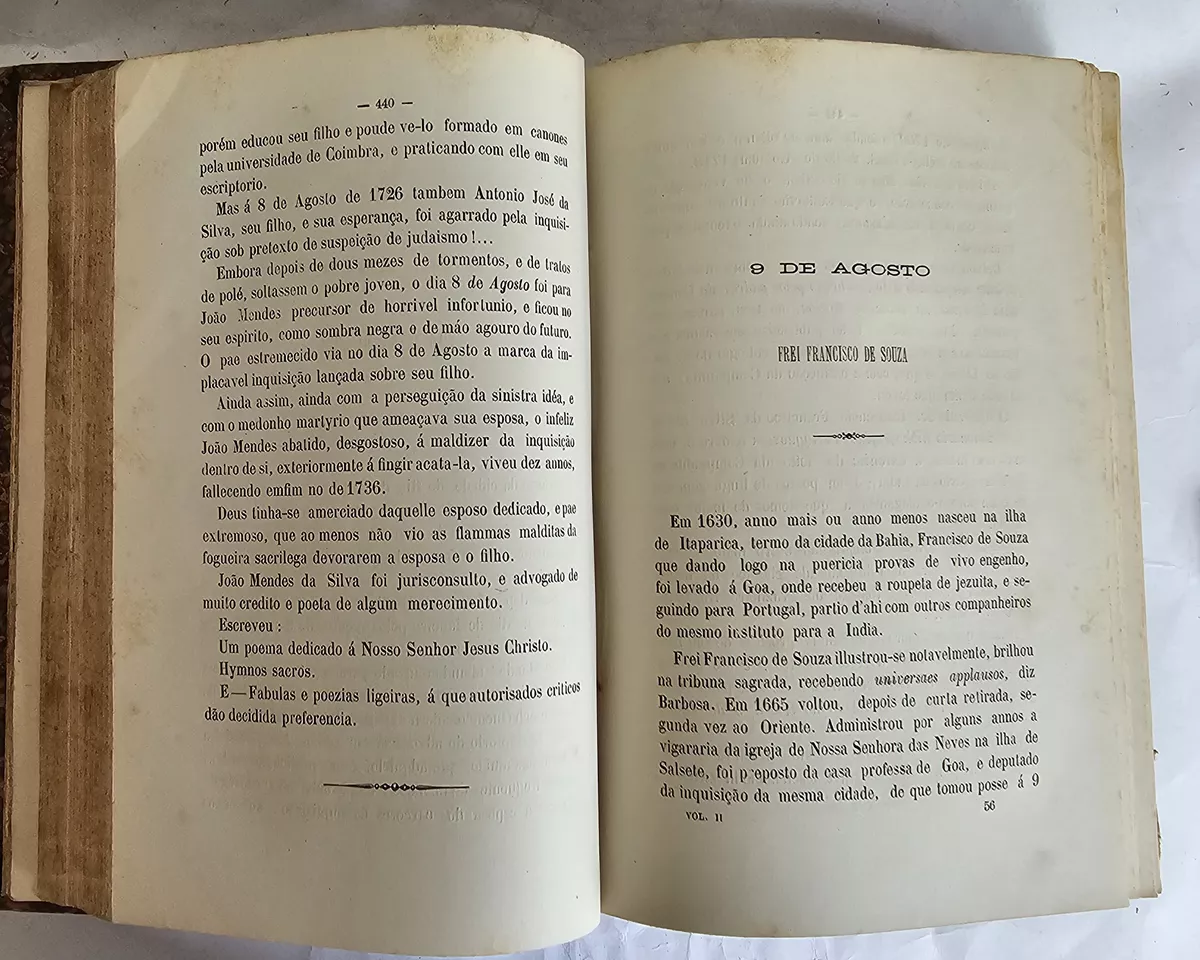 — 440 —
porém educou seu filho e poude ve-lo formado em canones
pela universidade de Coimbra, e praticando com elle em seu
escriptorio.
Mas á 8 de Agosto de 1726 tambem Antonio José da
Silva, seu filho, e sua esperança, foi agarrado pela inquisi-
ção sob pretexto de suspeição de judaismo!...
Embora depois de dous mezes de tormentos, e de tratos
de polé, soltassem o pobre joven, o dia 8 de Agosto foi para
João Mendes precursor de horrivel infortunio, e ficou no
seu espirito, como sombra negra o de máo agouro do futuro.
O pae estremecido via no dia 8 de Agosto a marca da im-
placavel inquisição lançada sobre seu filho.
Ainda assim, ainda com a perseguição da sinistra idéa, e
com o medonho martyrio que ameaçava sua esposa, o infeliz
João Mendes abatido, desgostoso, á maldizer da inquisição
dentro de si, exteriormente á fingir acata-la, viveu dez annos,
fallecendo emfim no de 1736.
Deus tinha-se amerciado daquelle esposo dedicado, e pae
extremoso, que ao menos não vio as flammas malditas da
fogueira sacrilega devorarem a esposa e o filho.
João Mendes da Silva foi jurisconsulto, e advogado de
muito credito e poeta de algum merecimento.
Escreveu :
Um poema dedicado á Nosso Senhor Jesus Christo.
Hymnos sacros.
E—Fabulas e poezias ligeiras, á que autorisados criticos
dão decidida preferencia.
9 DE AGOSTO
FREI FRANCISCO DE SOUZA
Em 1630, anno mais ou anno menos nasceu na ilha
de Itaparica, termo da cidade da Bahia, Francisco de Souza
que dando logo na puericia provas de vivo engenho,
foi levado á Goa, onde recebeu a roupeta de jezuita, e se-
guindo para Portugal, partio d'ahi com outros companheiros
do mesmo instituto para a India.
Frei Francisco de Souza illustrou-se notavelmente, brilhou
na tribuna sagrada, recebendo universaes applausos, diz
Barbosa. Em 1665 voltou, depois de curta retirada, se-
gunda vez ao Oriente. Administrou por alguns annos a
vigararia da igreja de Nossa Senhora das Neves na ilha de
Salsete, foi preposto da casa professa de Goa, e deputado
da inquisição da mesma cidade, de que tomou posse á 9
VOL. II 56